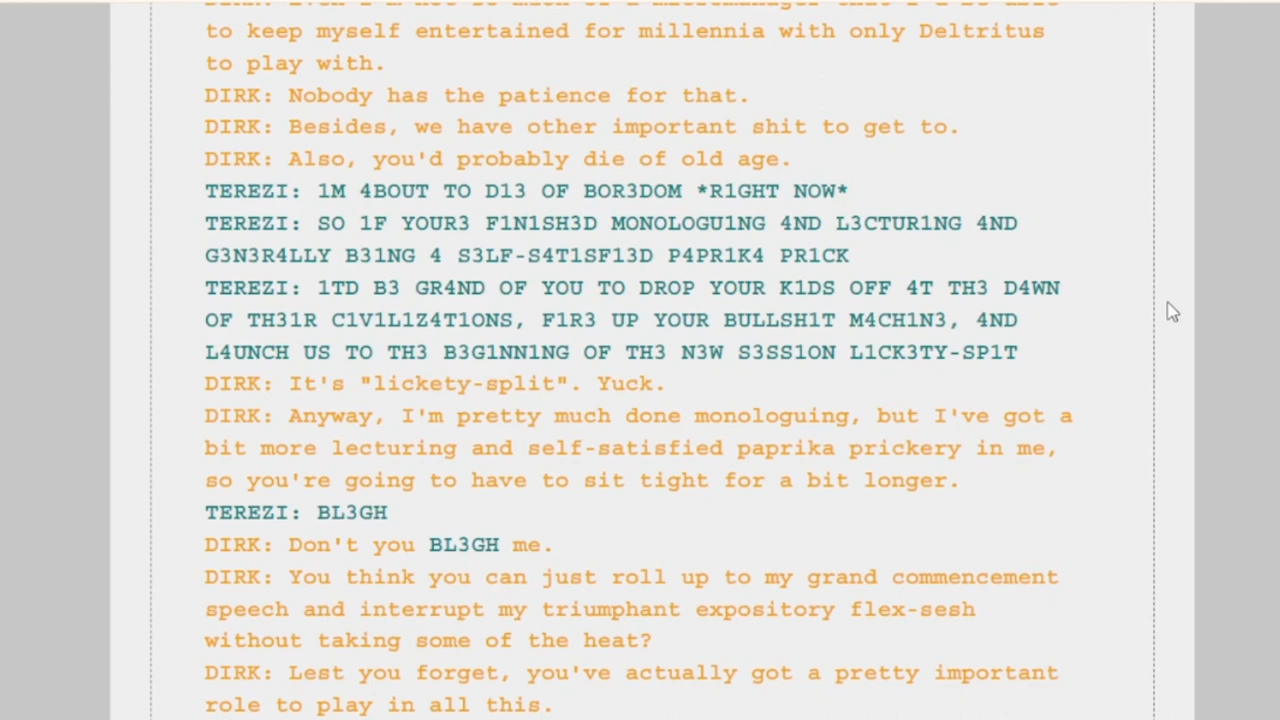 to keep myself entertained for millennia with only Deltritus
to play with.
DIRK: Nobody has the patience for that.
DIRK: Besides, we have other important shit to get to.
DIRK: Also, you'd probably die of old age.
TEREZI: 1M 4BOUT TO D13 OF BOR3DOM *R1GHT NOW*
TEREZI: SO 1F YOUR3 F1N1SH3D MONOLOGU1NG 4ND L3CTUR1NG 4ND
G3N3R4LLY B31NG 4 S3LF-S4T1SF13D P4PR1K4 PR1CK
TEREZI: 1TD B3 GR4ND OF YOU TO DROP YOUR K1DS OFF 4T TH3 D4WN
OF TH31R C1V1L1Z4T1ONS, F1R3 UP YOUR BULLSH1T M4CH1N3, 4ND
L4UNCH US TO TH3 B3G1NN1NG OF TH3 N3W S3SS1ON L1CK3TY-SP1T
DIRK: It's "lickety-split". Yuck.
DIRK: Anyway, I'm pretty much done monologuing, but I've got a
bit more lecturing and self-satisfied paprika prickery in me,
so you're going to have to sit tight for a bit longer.
TEREZI: BL3GH
DIRK: Don't you BL3GH me.
DIRK: You think you can just roll up to my grand commencement
speech and interrupt my triumphant expository flex-sesh
without taking some of the heat?
DIRK: Lest you forget, you've actually got a pretty important
role to play in all this.